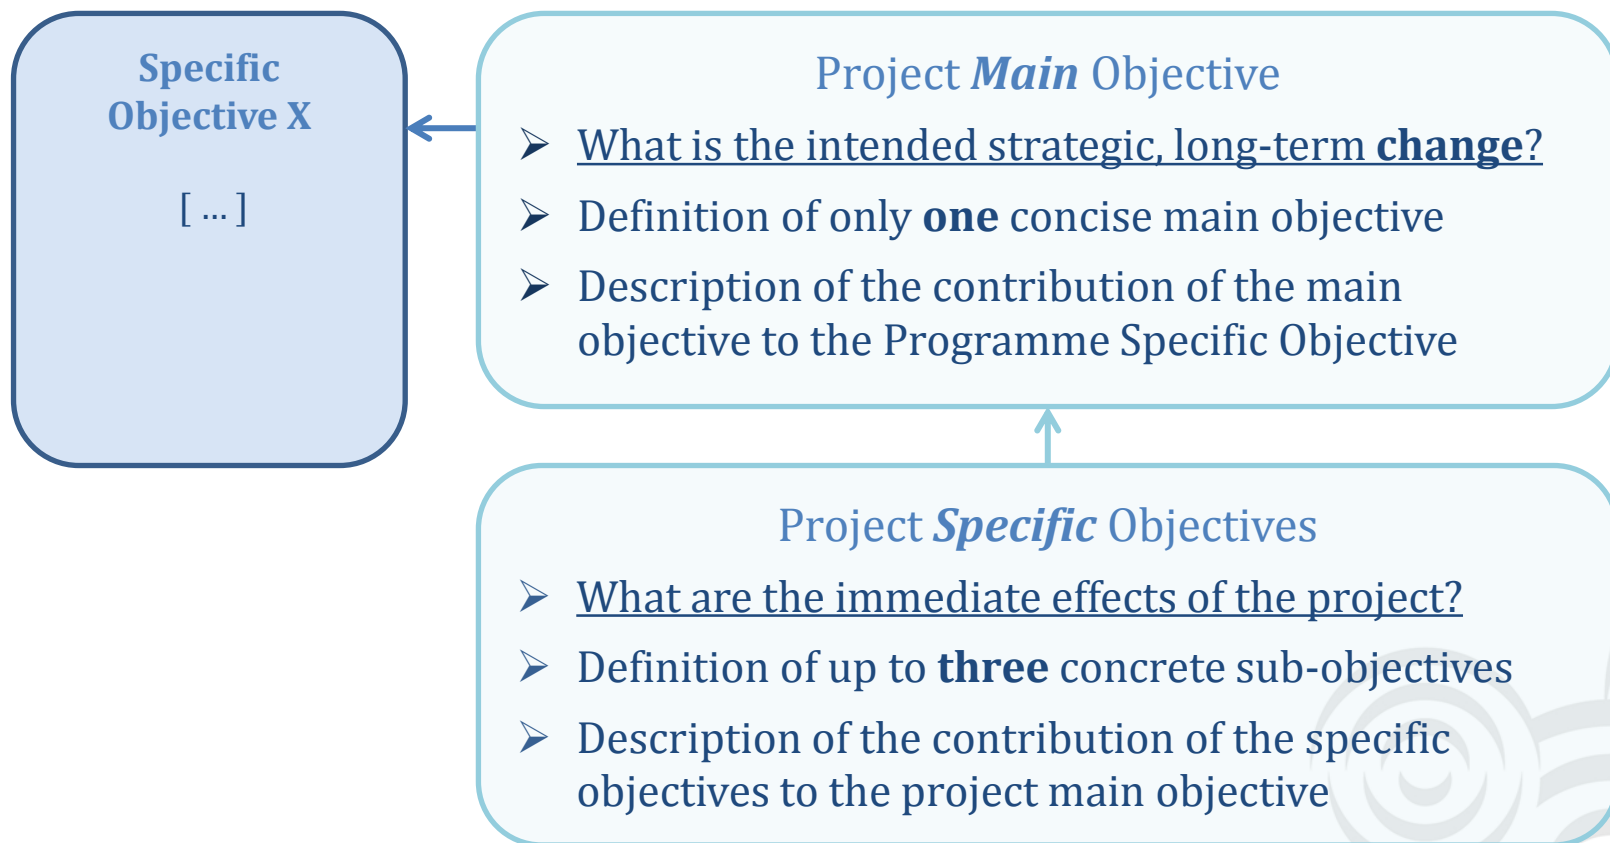 Specific
Objective X
[ ... ]
Project Main Objective
➢ What is the intended strategic, long-term change?
➢ Definition of only one concise main objective
➢ Description of the contribution of the main
objective to the Programme Specific Objective
Project Specific Objectives
➢ What are the immediate effects of the project?
➢ Definition of up to three concrete sub-objectives
➢ Description of the contribution of the specific
objectives to the project main objective